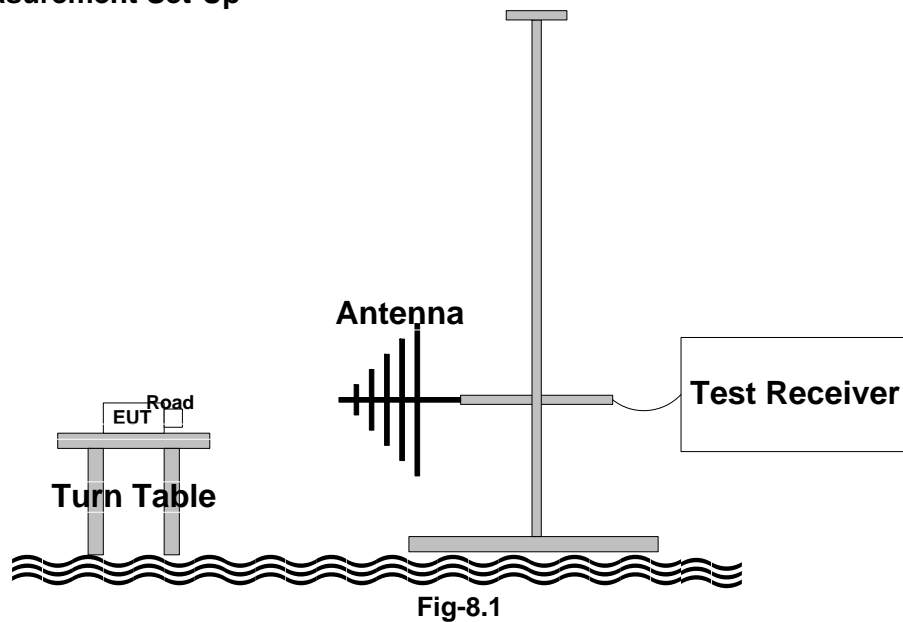 Antenna
Test Receiver
Road
EUT
Turn Table
Fig-8.1